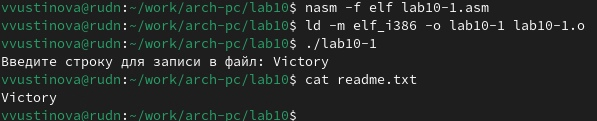 vvustinova@rudn:~/work/arch-pc/lab10$ nasm -f elf lab10-1.asm
vvustinova@rudn:~/work/arch-pc/lab10$ ld -m elf_i386 -o lab10-1 lab10-1.o
vvustinova@rudn:~/work/arch-pc/lab10$ ./lab10-1
Введите строку для записи в файл: Victory
vvustinova@rudn:~/work/arch-pc/lab10$ cat readme.txt
Victory
vvustinova@rudn:~/work/arch-pc/lab10$